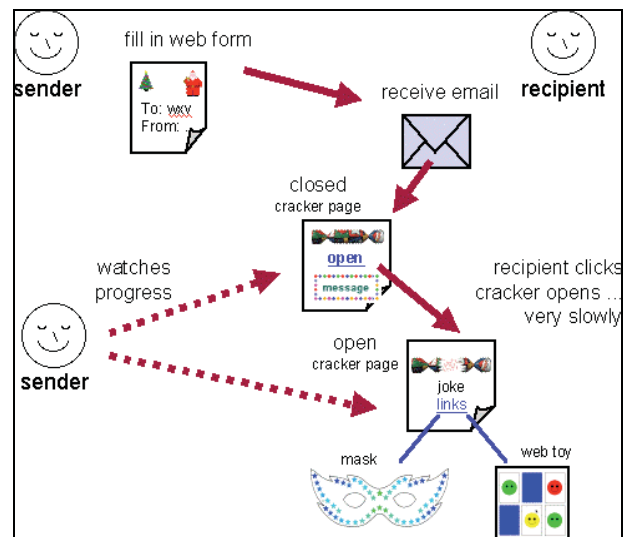 fill in web form
sender
To: wxv
From: ..
receive email
recipient
closed
cracker page
open
message
watches
progress
recipient clicks
cracker opens ...
very slowly
sender
open
cracker page
joke
links
mask
web toy